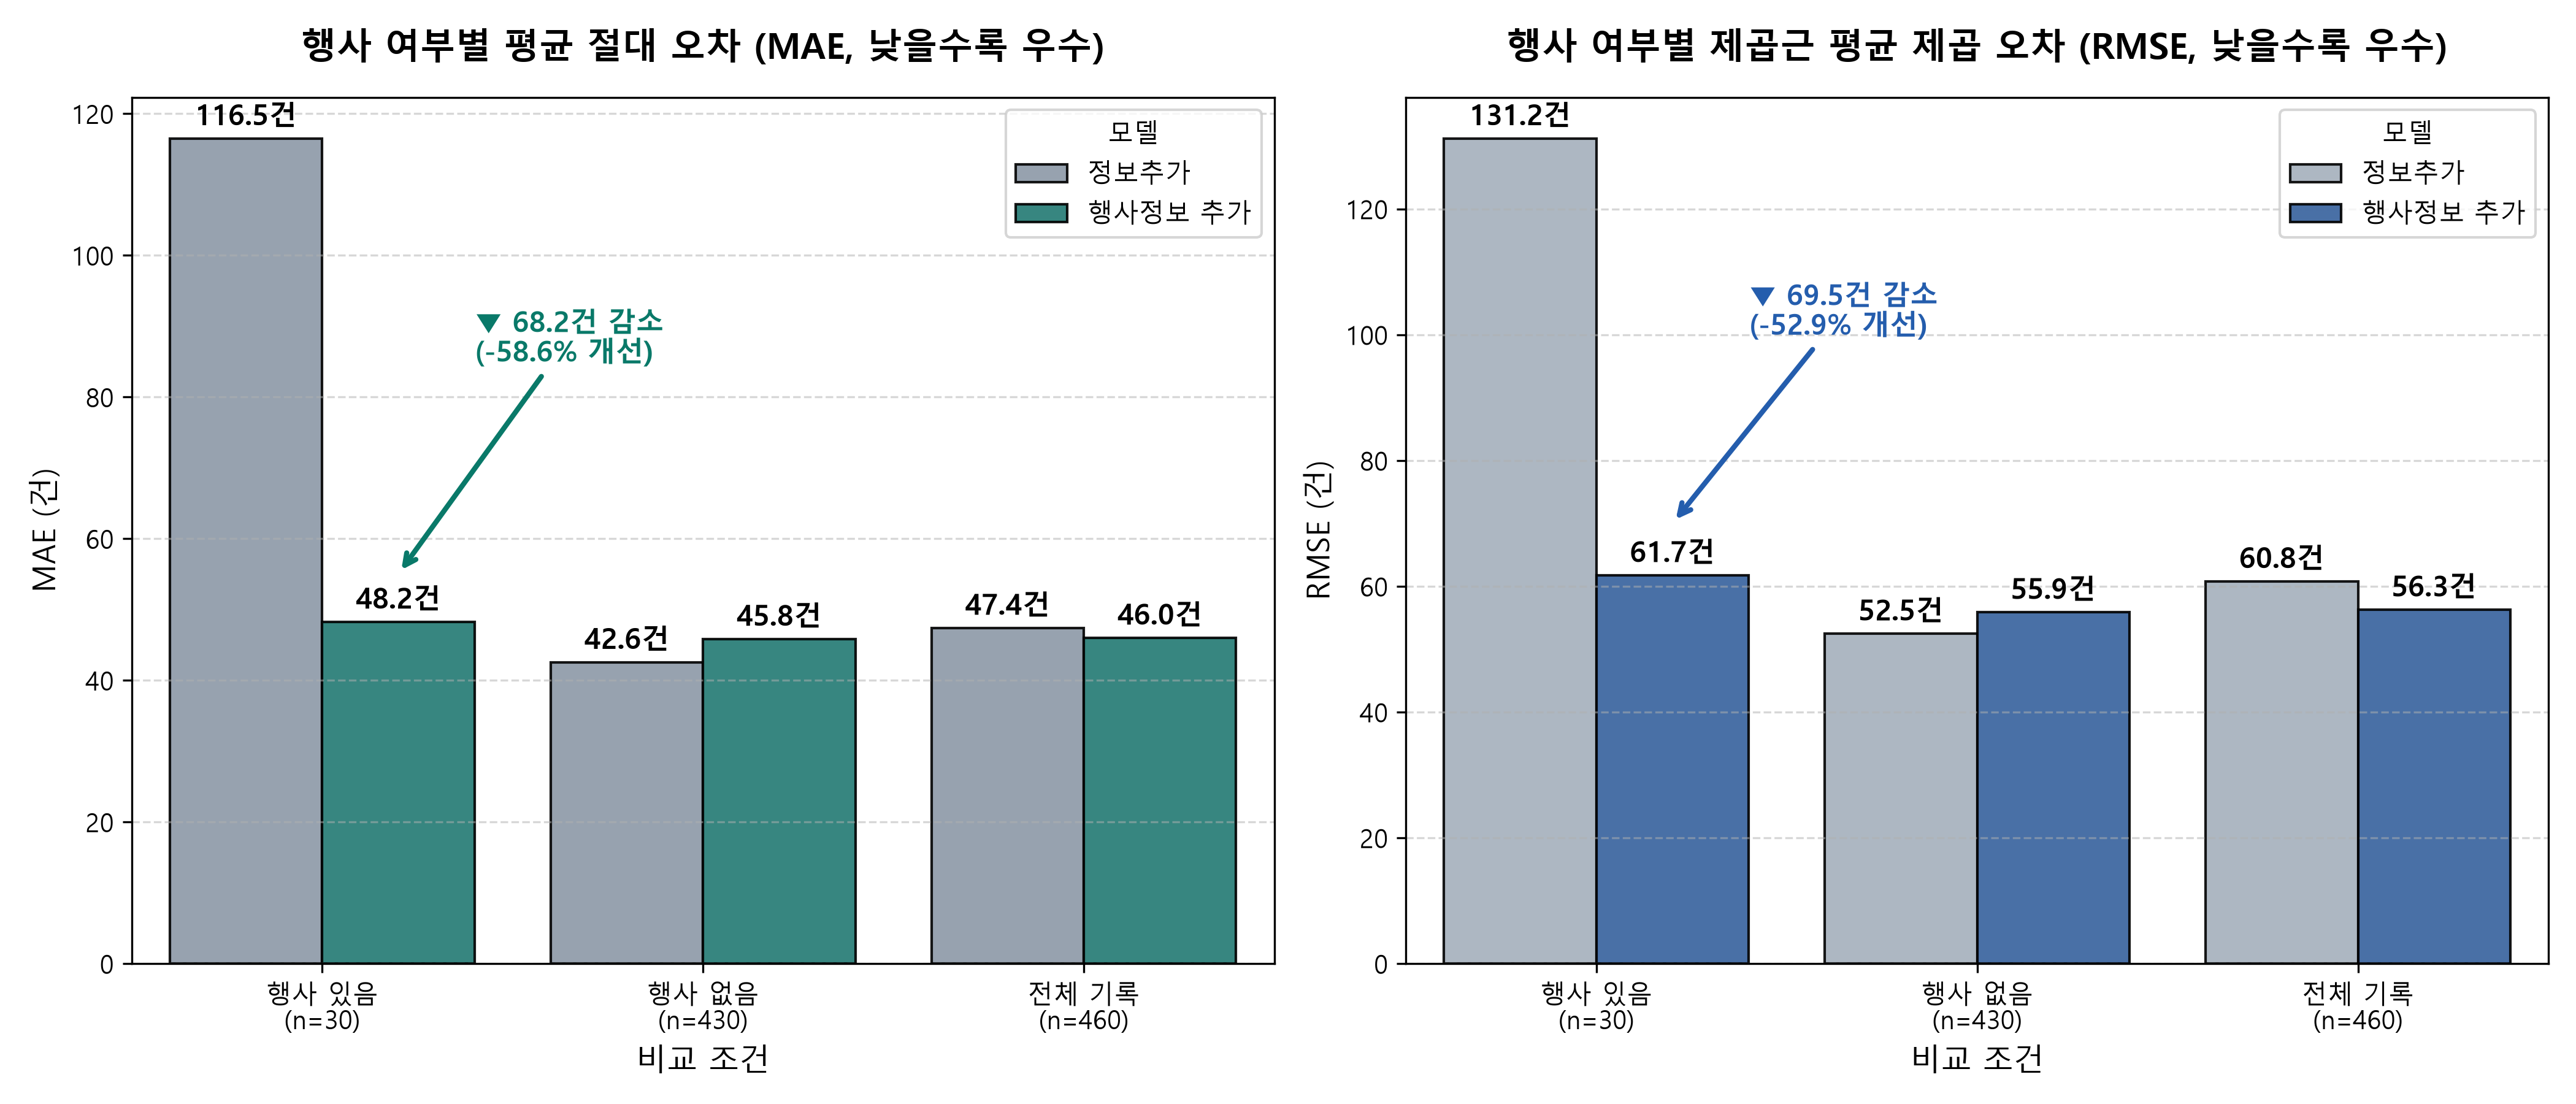 행사 여부별 평균 절대 오차 (MAE, 낮을수록 우수)
MAE (건)
120
100
80
60
40
20
0
116.5건
48.2건
42.6건
45.8건
47.4건
46.0건
▼ 68.2건 감소
(-58.6% 개선)
모델
정보추가
행사정보 추가
행사 있음
(n=30)
행사 없음
(n=430)
전체 기록
(n=460)
비교 조건
행사 여부별 제곱근 평균 제곱 오차 (RMSE, 낮을수록 우수)
RMSE (건)
120
100
80
60
40
20
0
131.2건
61.7건
52.5건
55.9건
60.8건
56.3건
▼ 69.5건 감소
(-52.9% 개선)
모델
정보추가
행사정보 추가
행사 있음
(n=30)
행사 없음
(n=430)
전체 기록
(n=460)
비교 조건